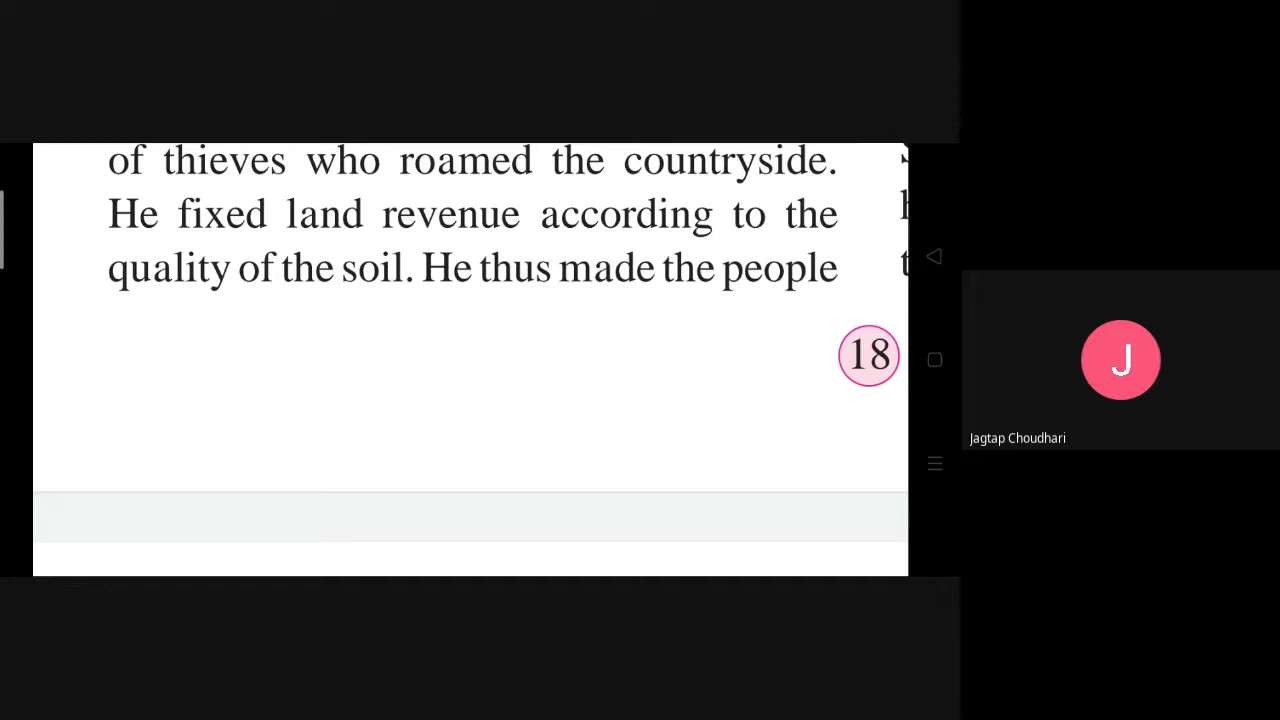 of thieves who roamed the countryside.
He fixed land revenue according to the
quality of the soil. He thus made the people
18
J
Jagtap Choudhari